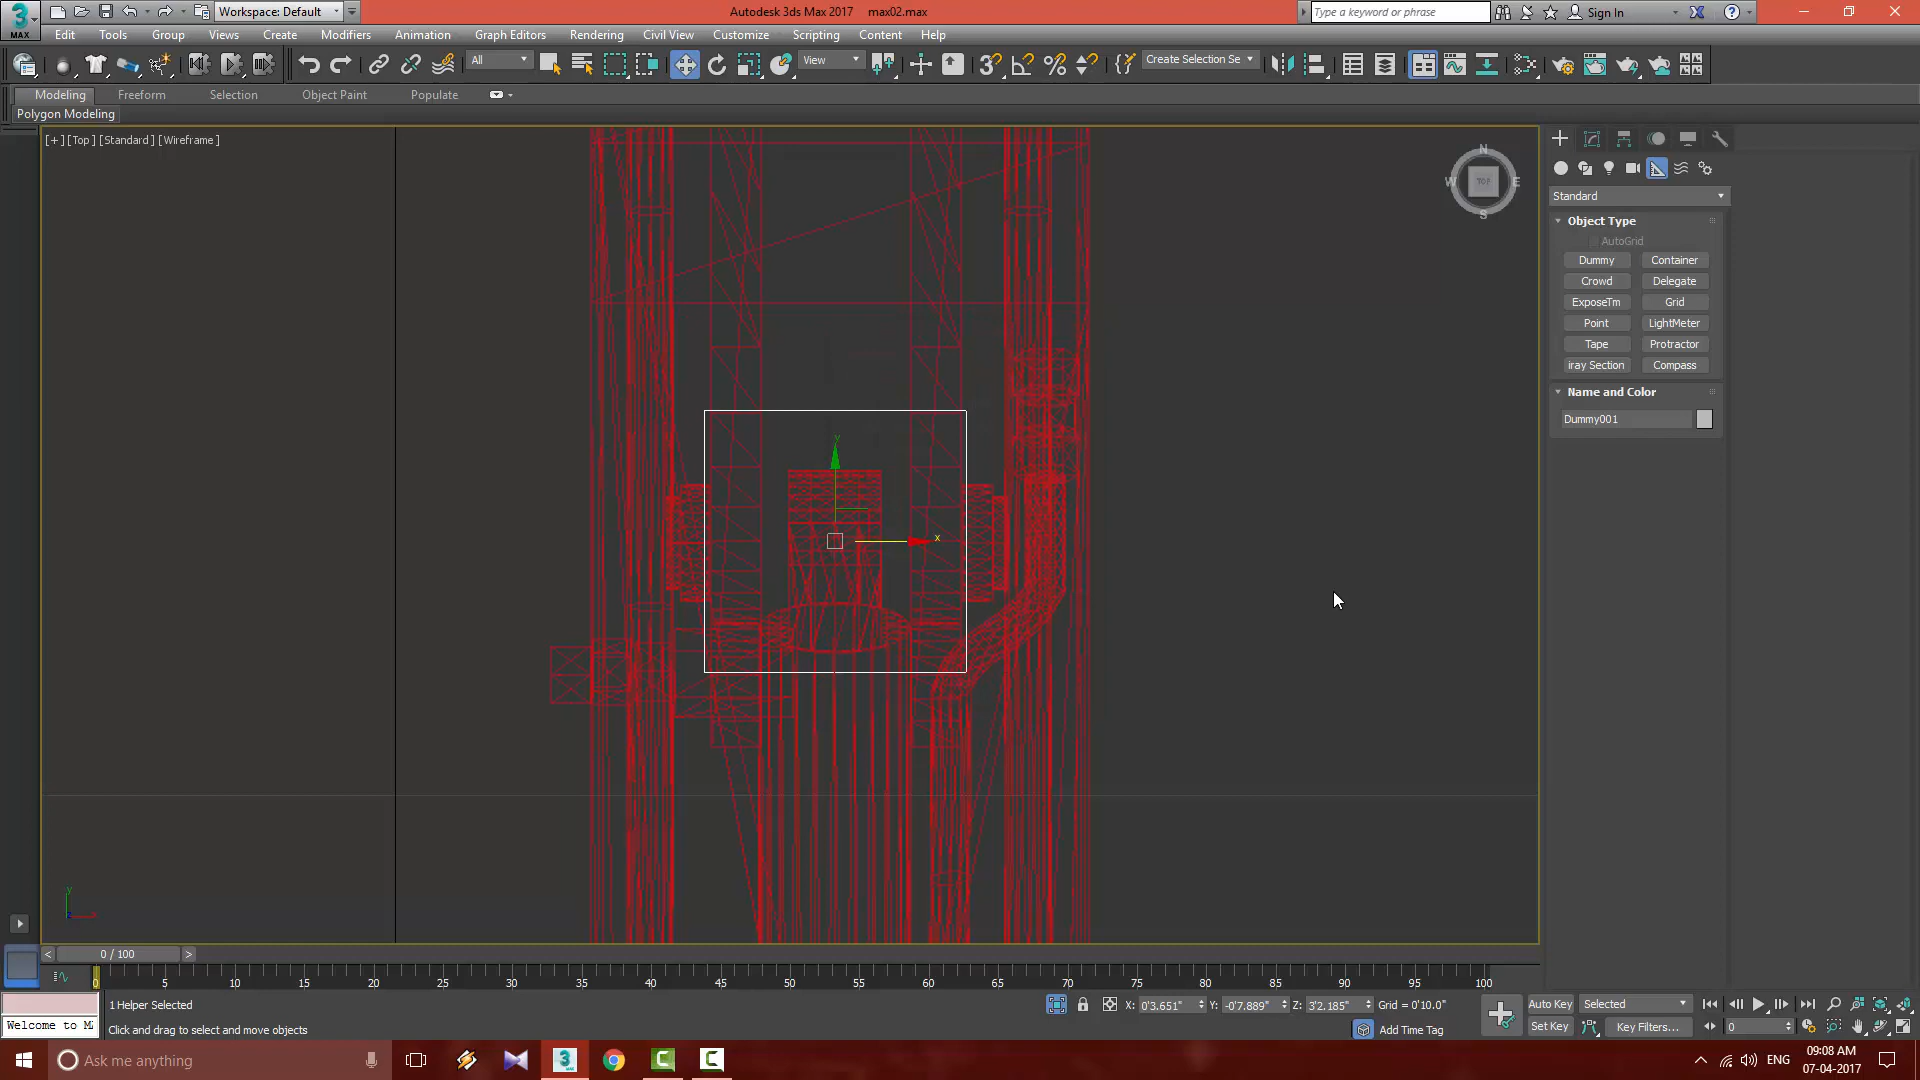 MAX
Workspace: Default
Autodesk 3ds Max 2017 max02.max
Type a keyword or phrase
Sign In
Edit Tools Group Views Create Modifiers Animation Graph Editors Rendering Civil View Customize Scripting Content Help
All
View
Create Selection Se
Modeling Freeform Selection Object Paint Populate
Polygon Modeling
[+] [Top] [Standard] [Wireframe]
N
W TOP E
S
Standard
Object Type
AutoGrid
Dummy Container
Crowd Delegate
ExposeTm Grid
Point LightMeter
Tape Protractor
iray Section Compass
Name and Color
Dummy001
y
x
y
< 0 / 100 >
0 5 10 15 20 25 30 35 40 45 50 55 60 65 70 75 80 85 90 95 100
1 Helper Selected
X: 0'3.651" Y: -0'7.889" Z: 3'2.185" Grid = 0'10.0"
Auto Key Selected
Welcome to M
Click and drag to select and move objects
Add Time Tag
Set Key Key Filters...
0
Ask me anything
ENG
09:08 AM
07-04-2017